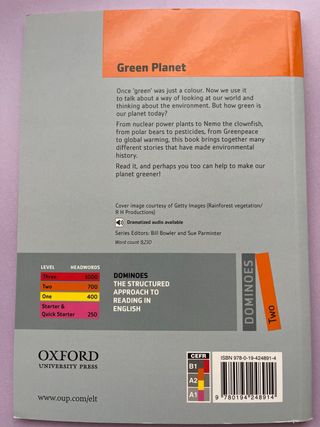 Green Planet
Once 'green' was just a colour. Now we use it
to talk about a way of looking at our world and
thinking about the environment. But how green is
our planet today?
From nuclear power plants to Nemo the clownfish,
from polar bears to pesticides, from Greenpeace
to global warming, this book brings together many
different stories that have made environmental
history.
Read it, and perhaps you too can help to make our
planet greener!
Cover image courtesy of Getty Images (Rainforest vegetation/
R H Productions)
Dramatized audio available
Series Editors: Bill Bowler and Sue Parminter
Word count 8230
LEVEL HEADWORDS
Three 1000
Two 700
One 400
Starter &
Quick Starter 250
DOMINOES
THE STRUCTURED
APPROACH TO
READING IN
ENGLISH
DOMINOES
Two
OXFORD
UNIVERSITY PRESS
www.oup.com/elt
CEFR
B1
A2
A1
ISBN 978-0-19-424891-4
9 780194 248914